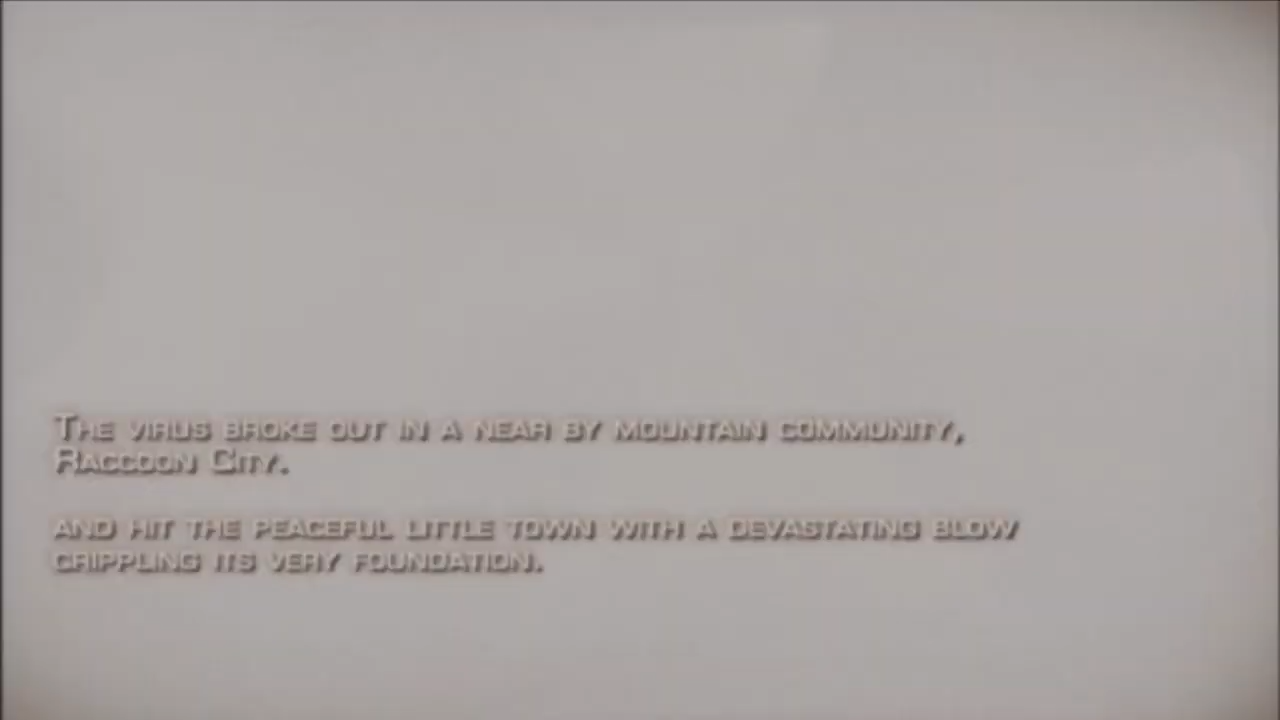 The virus broke out in a near by mountain community,
Raccoon City.
and hit the peaceful little town with a devastating blow
crippling its very foundation.